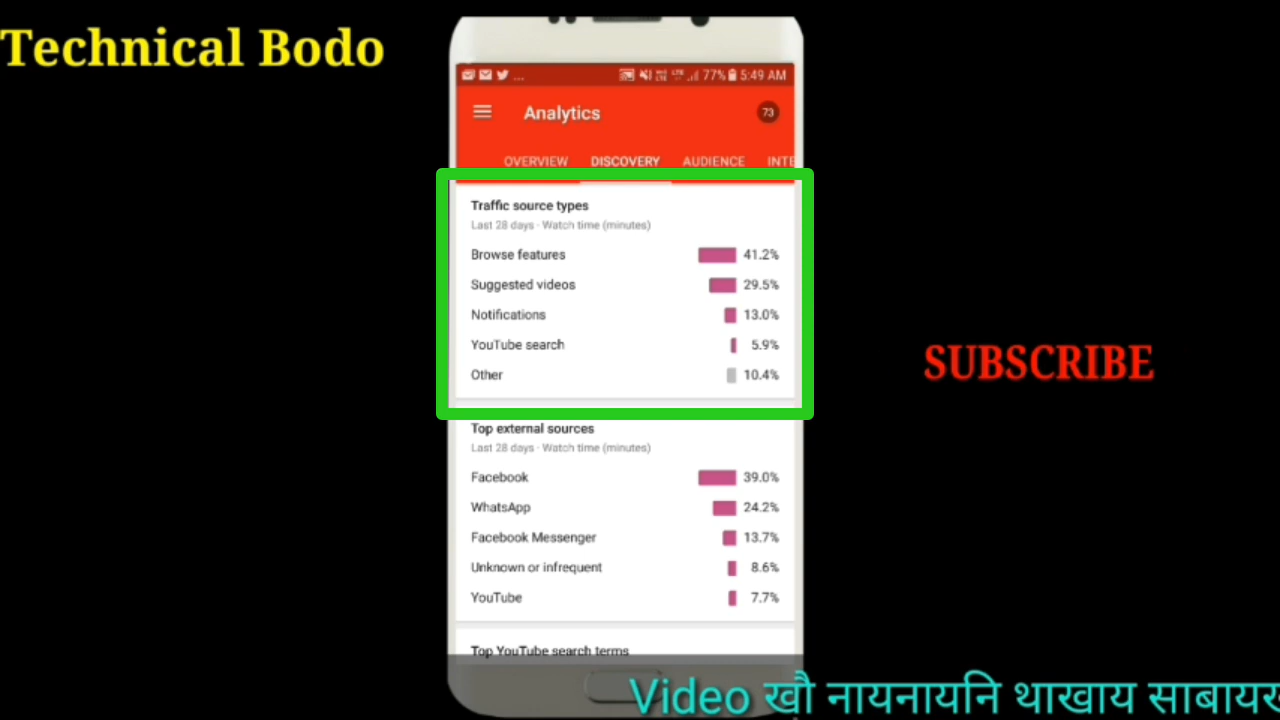 Technical Bodo
... 77% 5:49 AM
Analytics
73
OVERVIEW DISCOVERY AUDIENCE INTE
Traffic source types
Last 28 days · Watch time (minutes)
Browse features 41.2%
Suggested videos 29.5%
Notifications 13.0%
YouTube search 5.9%
Other 10.4%
SUBSCRIBE
Top external sources
Last 28 days · Watch time (minutes)
Facebook 39.0%
WhatsApp 24.2%
Facebook Messenger 13.7%
Unknown or infrequent 8.6%
YouTube 7.7%
Top YouTube search terms
Video खौ नायनायनि थाखाय